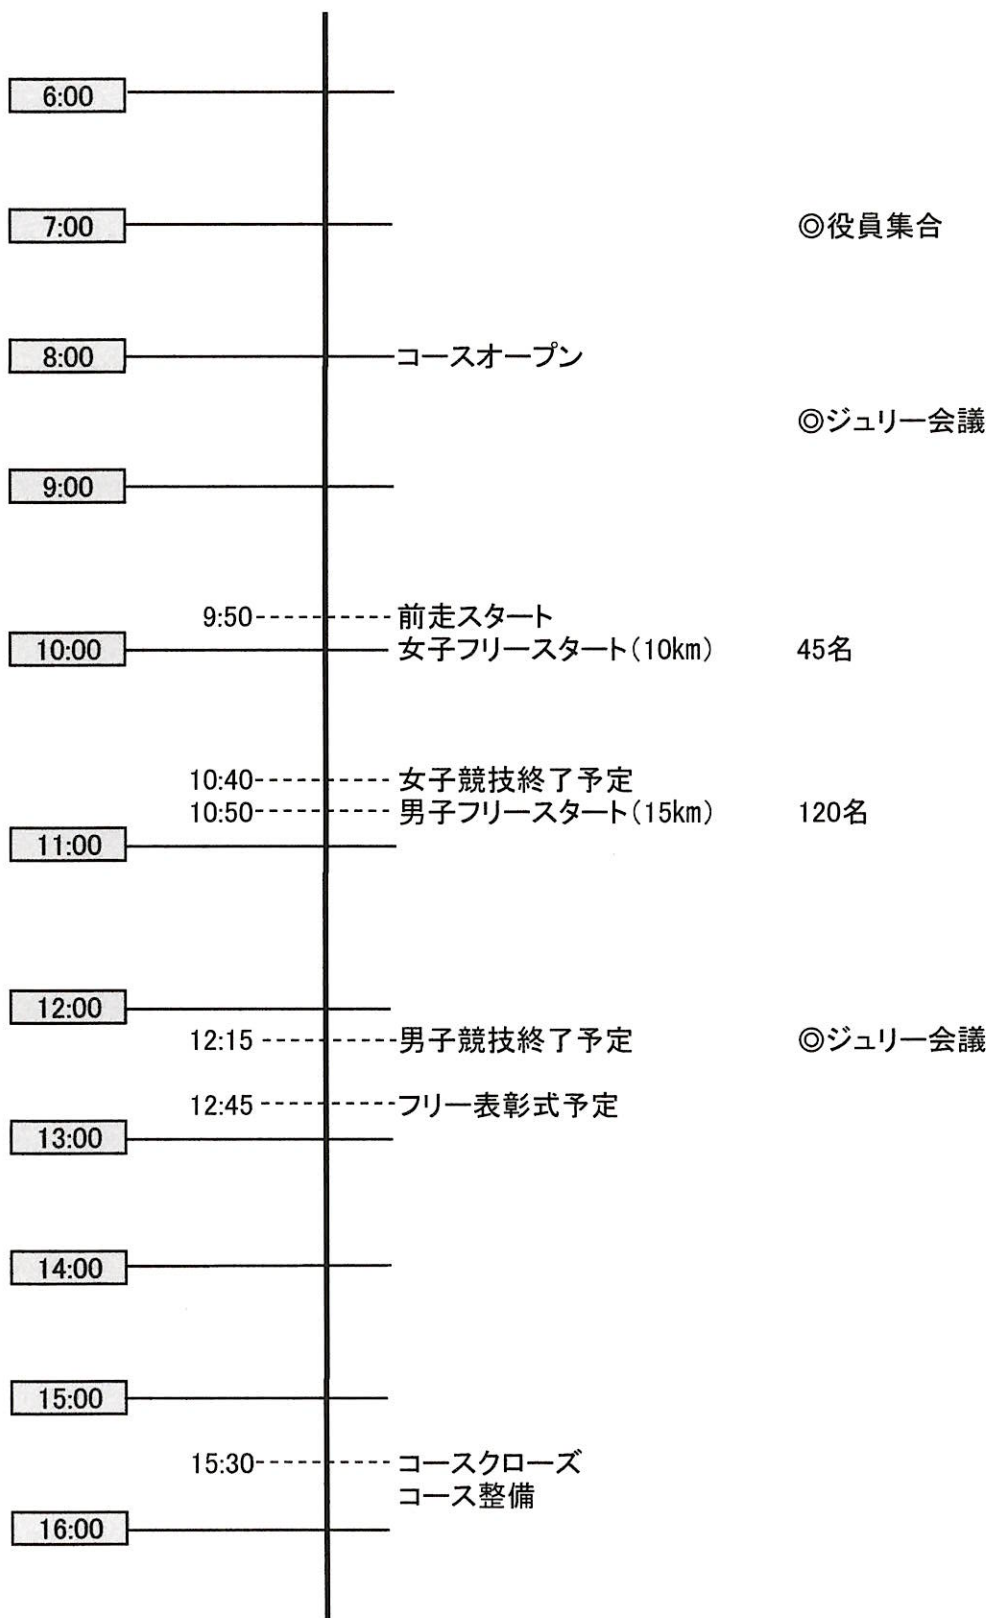 6:00
7:00 ◎役員集合
8:00 コースオープン
◎ジュリー会議
9:00
9:50 前走スタート
10:00 女子フリースタート(10km) 45名
10:40 女子競技終了予定
10:50 男子フリースタート(15km) 120名
11:00
12:00
12:15 男子競技終了予定 ◎ジュリー会議
12:45 フリー表彰式予定
13:00
14:00
15:00
15:30 コースクローズ
コース整備
16:00